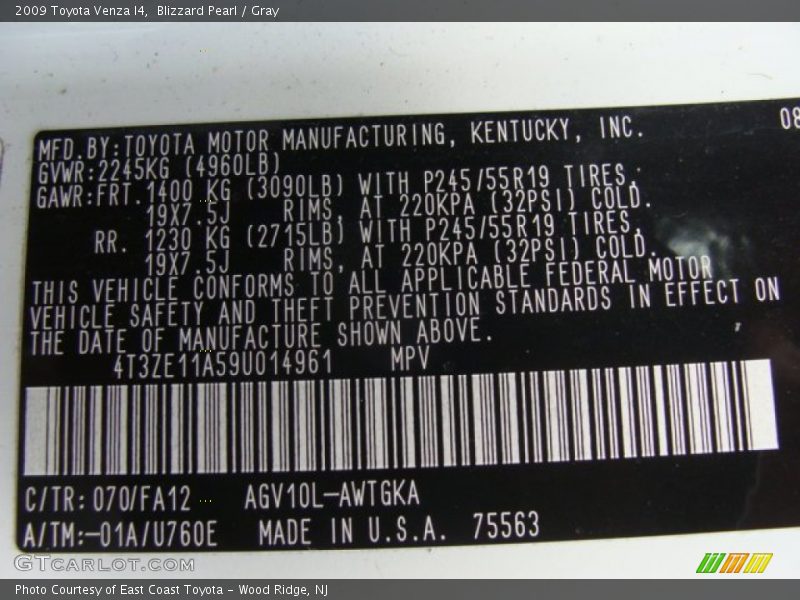 2009 Toyota Venza I4,  Blizzard Pearl / Gray
08
MFD.BY:TOYOTA MOTOR MANUFACTURING, KENTUCKY, INC.
GVWR:2245KG (4960LB)
GAWR:FRT.1400 KG (3090LB) WITH P245/55R19 TIRES,
19X7.5J RIMS, AT 220KPA (32PSI) COLD.
RR. 1230 KG (2715LB) WITH P245/55R19 TIRES,
19X7.5J RIMS, AT 220KPA (32PSI) COLD.
THIS VEHICLE CONFORMS TO ALL APPLICABLE FEDERAL MOTOR
VEHICLE SAFETY AND THEFT PREVENTION STANDARDS IN EFFECT ON
THE DATE OF MANUFACTURE SHOWN ABOVE.
4T3ZE11A59U014961 MPV
C/TR:070/FA12 AGV10L-AWTGKA
A/TM:-01A/U760E MADE IN U.S.A. 75563
GTCarLot.com
Photo Courtesy of East Coast Toyota - Wood Ridge, NJ